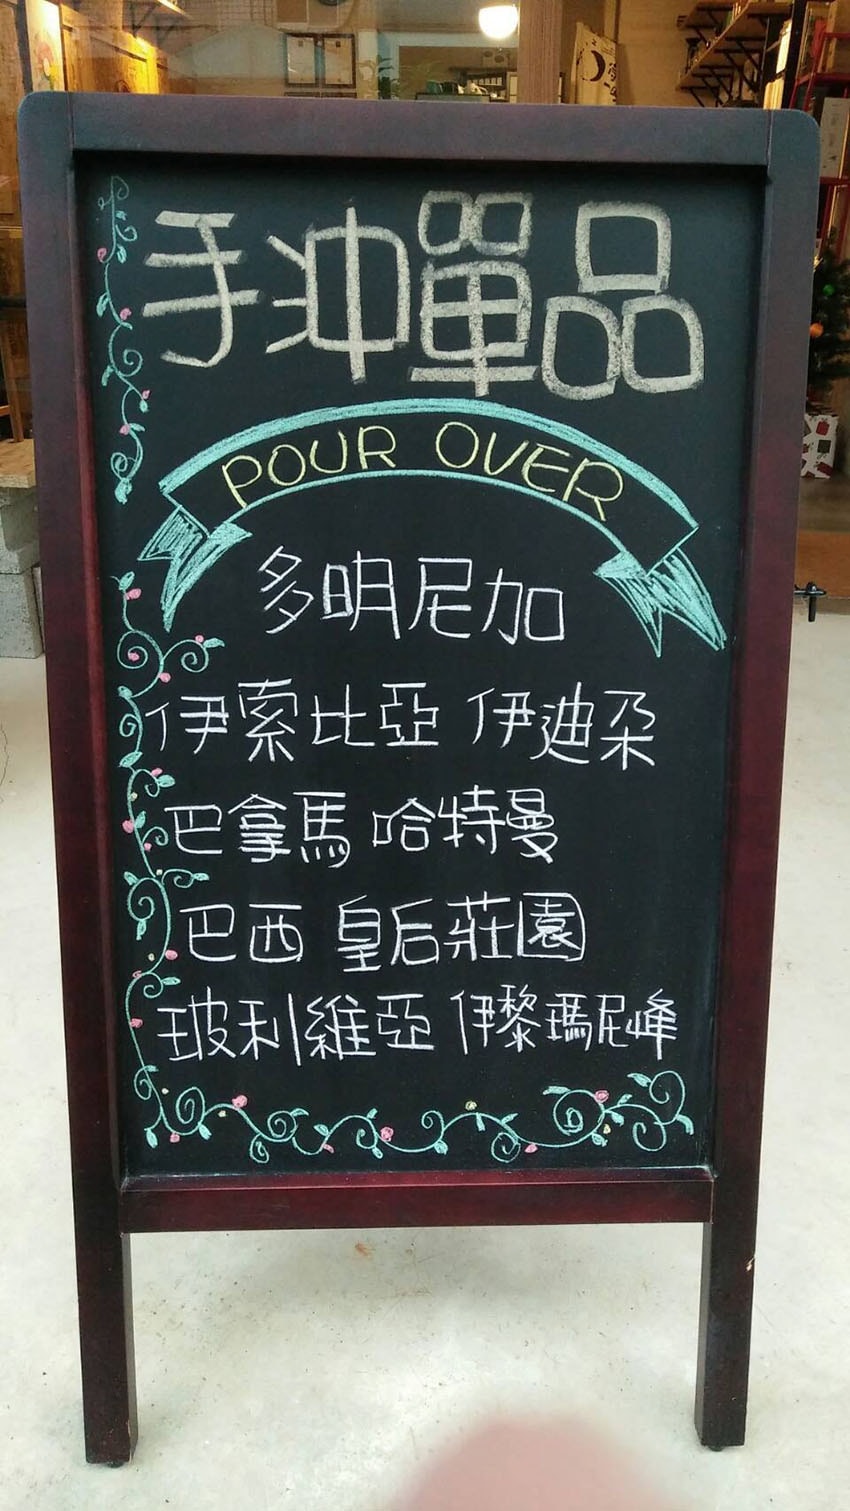 手沖單品
POUR OVER
多明尼加
伊索比亞 伊迪朵
巴拿馬 哈特曼
巴西 皇后莊園
玻利維亞 伊黎瑪尼峰